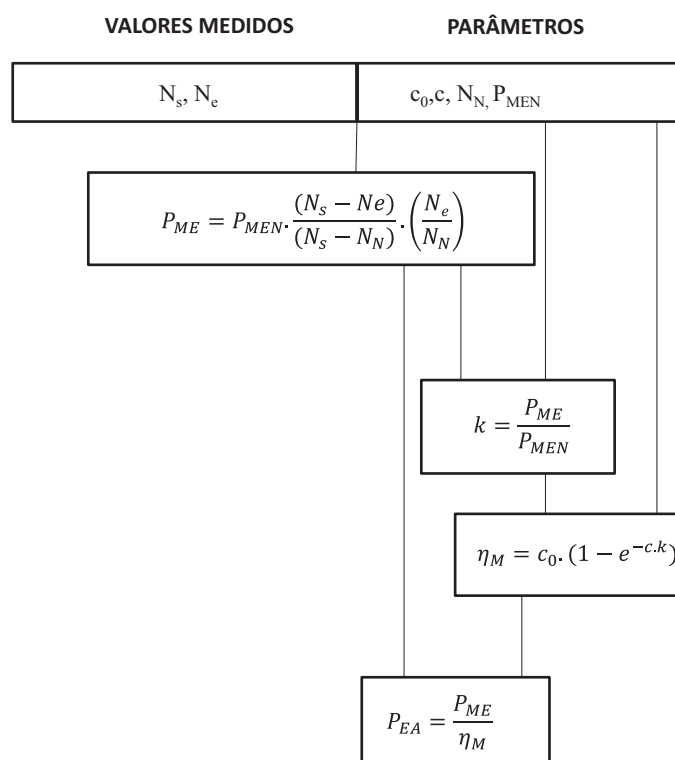 VALORES MEDIDOS PARÂMETROS
N_s, N_e c_0,c, N_N, P_MEN
P_ME = P_MEN . (N_s − Ne)/(N_s − N_N) . (N_e/N_N)
k = P_ME/P_MEN
η_M = c_0. (1 − e^{−c.k})
P_EA = P_ME/η_M